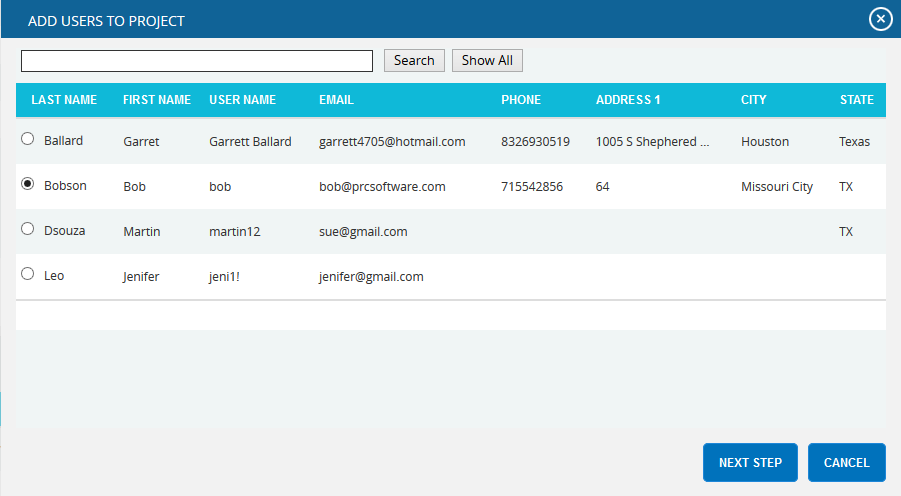 ADD USERS TO PROJECT
Search Show All
LAST NAME FIRST NAME USER NAME EMAIL PHONE ADDRESS 1 CITY STATE
Ballard Garret Garrett Ballard garrett4705@hotmail.com 8326930519 1005 S Shephered ... Houston Texas
Bobson Bob bob bob@prcsoftware.com 715542856 64 Missouri City TX
Dsouza Martin martin12 sue@gmail.com TX
Leo Jenifer jeni1! jenifer@gmail.com
NEXT STEP CANCEL